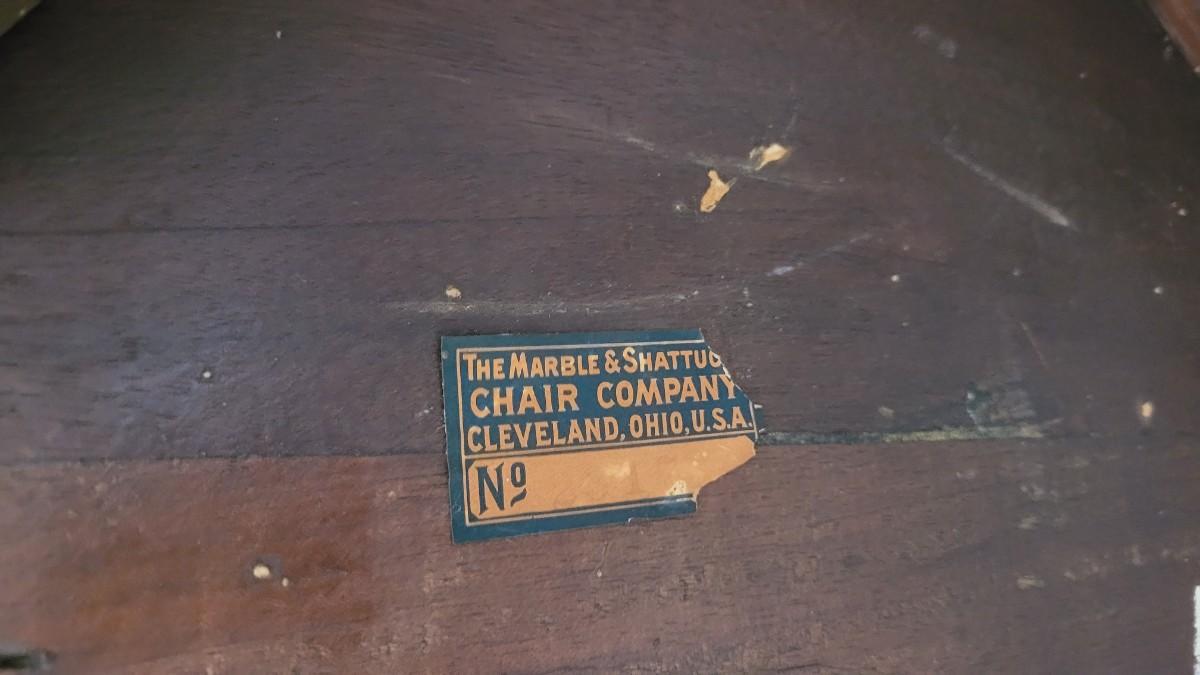 THE MARBLE & SHATTUC
CHAIR COMPANY
CLEVELAND, OHIO, U.S.A.
No